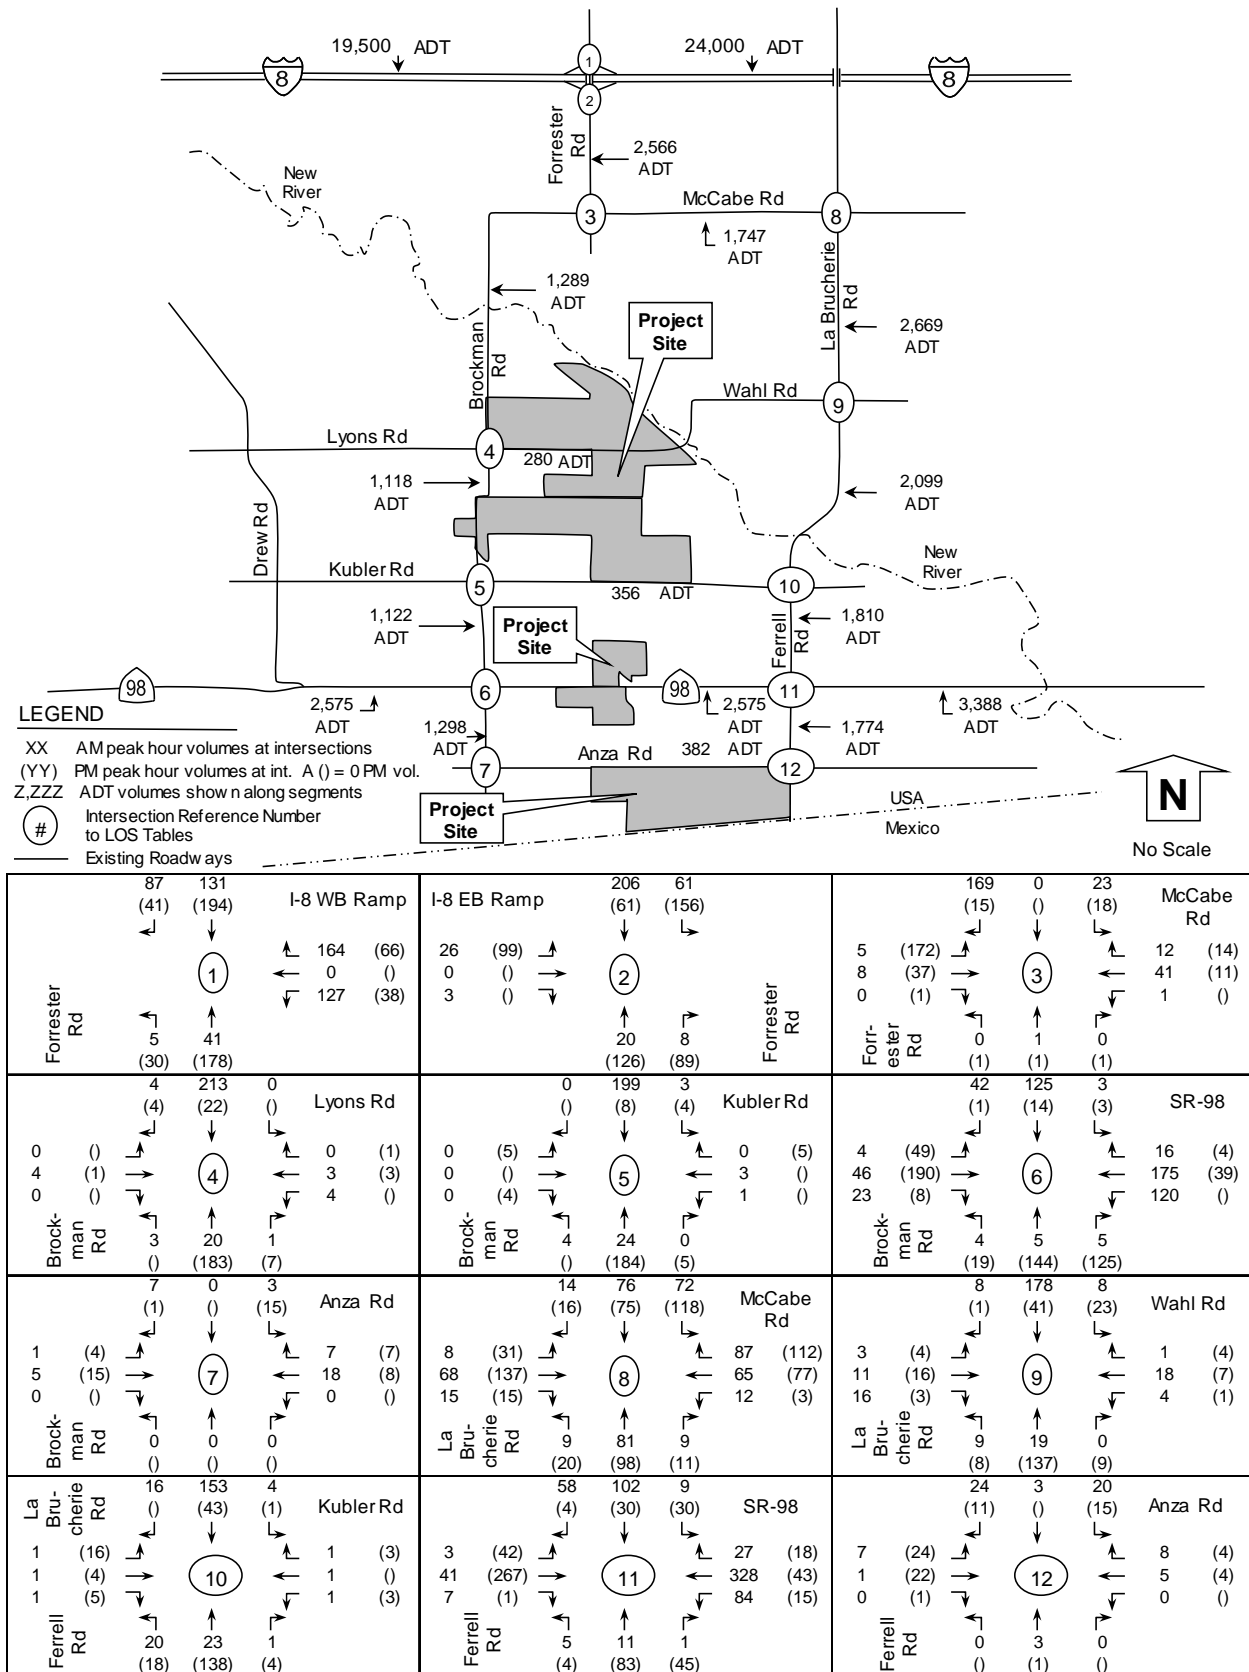 19,500 ADT
24,000 ADT
8
8
1
2
Forrester
Rd
2,566
ADT
New
River
McCabe Rd
3
8
1,747
ADT
1,289
ADT
La Brucherie
Rd
Project
Site
2,669
ADT
Brockman
Rd
Wahl Rd
9
Lyons Rd
4
280 ADT
1,118
ADT
2,099
ADT
Drew Rd
New
River
Kubler Rd
5
10
356 ADT
1,122
ADT
Project
Site
Ferrell
Rd
1,810
ADT
98
6
98
11
2,575
ADT
2,575
ADT
3,388
ADT
LEGEND
1,298
ADT
1,774
ADT
XX AM peak hour volumes at intersections
(YY) PM peak hour volumes at int. A () = 0 PM vol.
Z,ZZZ ADT volumes shown along segments
# Intersection Reference Number
to LOS Tables
Existing Roadways
382 ADT
Anza Rd
7
12
Project
Site
USA
Mexico
N
No Scale
87 131
(41) (194)
I-8 WB Ramp
164 (66)
1
0 ()
127 (38)
Forrester
Rd
5 41
(30) (178)
206 61
(61) (156)
I-8 EB Ramp
26 (99)
0 ()
3 ()
2
20 8
(126) (89)
Forrester
Rd
169 0 23
(15) () (18)
McCabe
Rd
5 (172)
8 (37)
0 (1)
3
12 (14)
41 (11)
1 ()
Forr-
ester
Rd
0 1 0
(1) (1) (1)
4 213 0
(4) (22) ()
Lyons Rd
0 ()
4 (1)
0 ()
4
0 (1)
3 (3)
4 ()
Brock-
man
Rd
3 20 1
() (183) (7)
0 199 3
() (8) (4)
Kubler Rd
0 (5)
0 ()
0 (4)
5
0 (5)
3 ()
1 ()
Brock-
man
Rd
4 24 0
() (184) (5)
42 125 3
(1) (14) (3)
SR-98
4 (49)
46 (190)
23 (8)
6
16 (4)
175 (39)
120 ()
Brock-
man
Rd
4 5 5
(19) (144) (125)
7 0 3
(1) () (15)
Anza Rd
1 (4)
5 (15)
0 ()
7
7 (7)
18 (8)
0 ()
Brock-
man
Rd
0 0 0
() () ()
14 76 72
(16) (75) (118)
McCabe
Rd
8 (31)
68 (137)
15 (15)
8
87 (112)
65 (77)
12 (3)
La
Bru-
cherie
Rd
9 81 9
(20) (98) (11)
8 178 8
(1) (41) (23)
Wahl Rd
3 (4)
11 (16)
16 (3)
9
1 (4)
18 (7)
4 (1)
La
Bru-
cherie
Rd
9 19 0
(8) (137) (9)
La
Bru-
cherie
Rd
16 153 4
() (43) (1)
Kubler Rd
1 (16)
1 (4)
1 (5)
10
1 (3)
1 ()
1 (3)
Ferrell
Rd
20 23 1
(18) (138) (4)
58 102 9
(4) (30) (30)
SR-98
3 (42)
41 (267)
7 (1)
11
27 (18)
328 (43)
84 (15)
Ferrell
Rd
5 11 1
(4) (83) (45)
24 3 20
(11) () (15)
Anza Rd
7 (24)
1 (22)
0 (1)
12
8 (4)
5 (4)
0 ()
Ferrell
Rd
0 3 0
() (1) ()